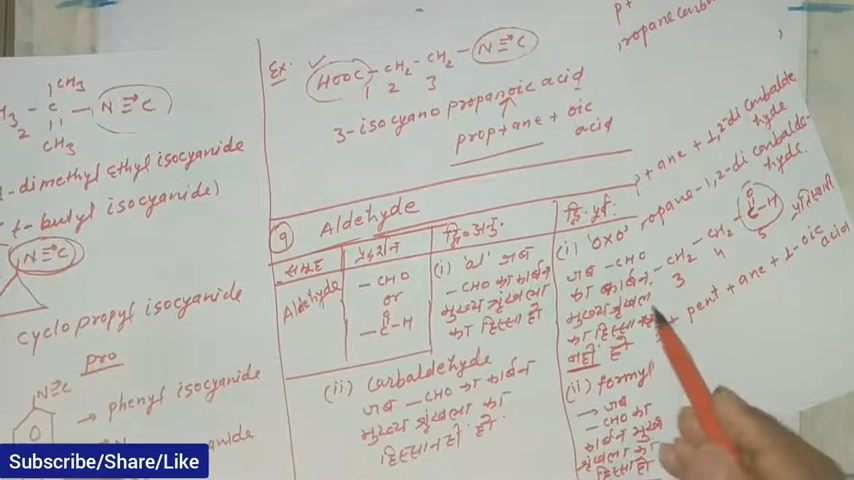 CH3
- C - N≡C
CH3
-dimethyl ethyl isocyanide
t-butyl isocyanide)
N≡C
cyclopropyl isocyanide
pro
N≡C
→ phenyl isocyanide
Ex.
HOOC - CH2 - CH2 - N≡C
1 2 3
3-isocyano propanoic acid
prop + ane + oic
acid
9 Aldehyde
समूह
Aldehyde
- CHO
or
O
- C - H
(i) 'al' जब
- CHO का कार्बन
मुख्य श्रृंखला
का हिस्सा हो
(ii) carbaldehyde
जब - CHO का कार्बन
मुख्य श्रृंखला का
हिस्सा नहीं हो
(i) 'oxo'
जब - CHO
का कार्बन
मुख्य श्रृंखला
का हिस्सा
नहीं हो
(ii) formyl
→ जब
- CHO का
कार्बन मुख्य
श्रृंखला का
हिस्सा हो
+ ane + 1,2-di carbalde
hyde
ropane-1,2-di carbalde-
hyde.
- CH2 - CH2 - C - H
O
3 4 5
+ pent + ane + 1-oic
acid
Subscribe/Share/Like